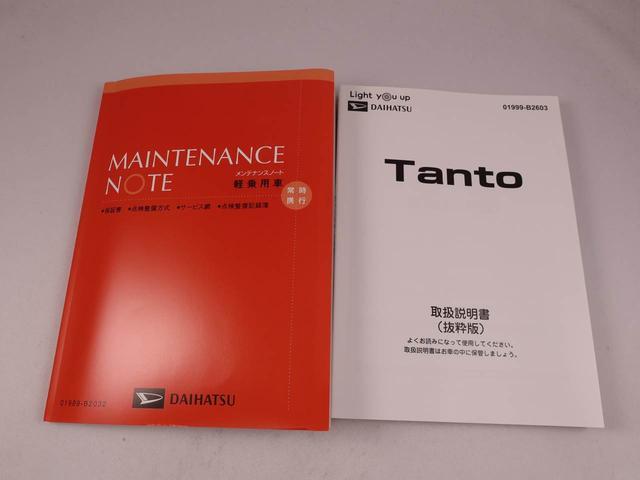 MAINTENANCE
NOTE
メンテナンスノート
軽乗用車
常時
携行
●保証書 ●点検整備方式 ●サービス網 ●点検整備記録簿
DAIHATSU
01999-B2032
Light you up
DAIHATSU
01999-B2603
Tanto
取扱説明書
（抜粋版）
よくお読みになって使用してください。
取扱説明書はお車の中に保管しましょう。